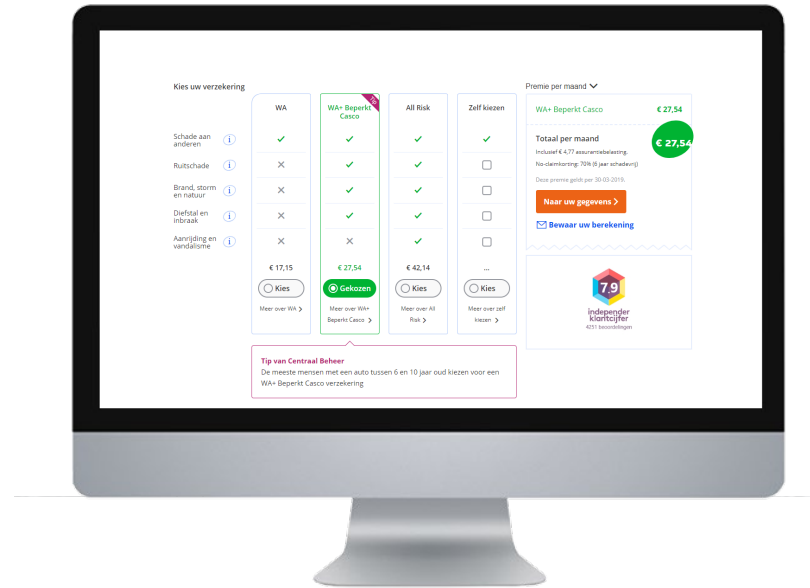 Kies uw verzekering
WA
WA+ Beperkt
Casco
Tip
All Risk
Zelf kiezen
Schade aan
anderen
i
Ruitschade
i
Brand, storm
en natuur
i
Diefstal en
inbraak
i
Aanrijding en
vandalisme
i
€ 17,15
€ 27,54
€ 42,14
...
Kies
Gekozen
Kies
Kies
Meer over WA
Meer over WA+
Beperkt Casco
Meer over All
Risk
Meer over zelf
kiezen
Tip van Centraal Beheer
De meeste mensen met een auto tussen 6 en 10 jaar oud kiezen voor een
WA+ Beperkt Casco verzekering
Premie per maand
WA+ Beperkt Casco € 27,54
Totaal per maand
€ 27,54
Inclusief € 4,77 assurantiebelasting.
No-claimkorting: 70% (6 jaar schadevrij)
Deze premie geldt per 30-03-2019.
Naar uw gegevens
Bewaar uw berekening
7,9
independer
klantcijfer
4251 beoordelingen